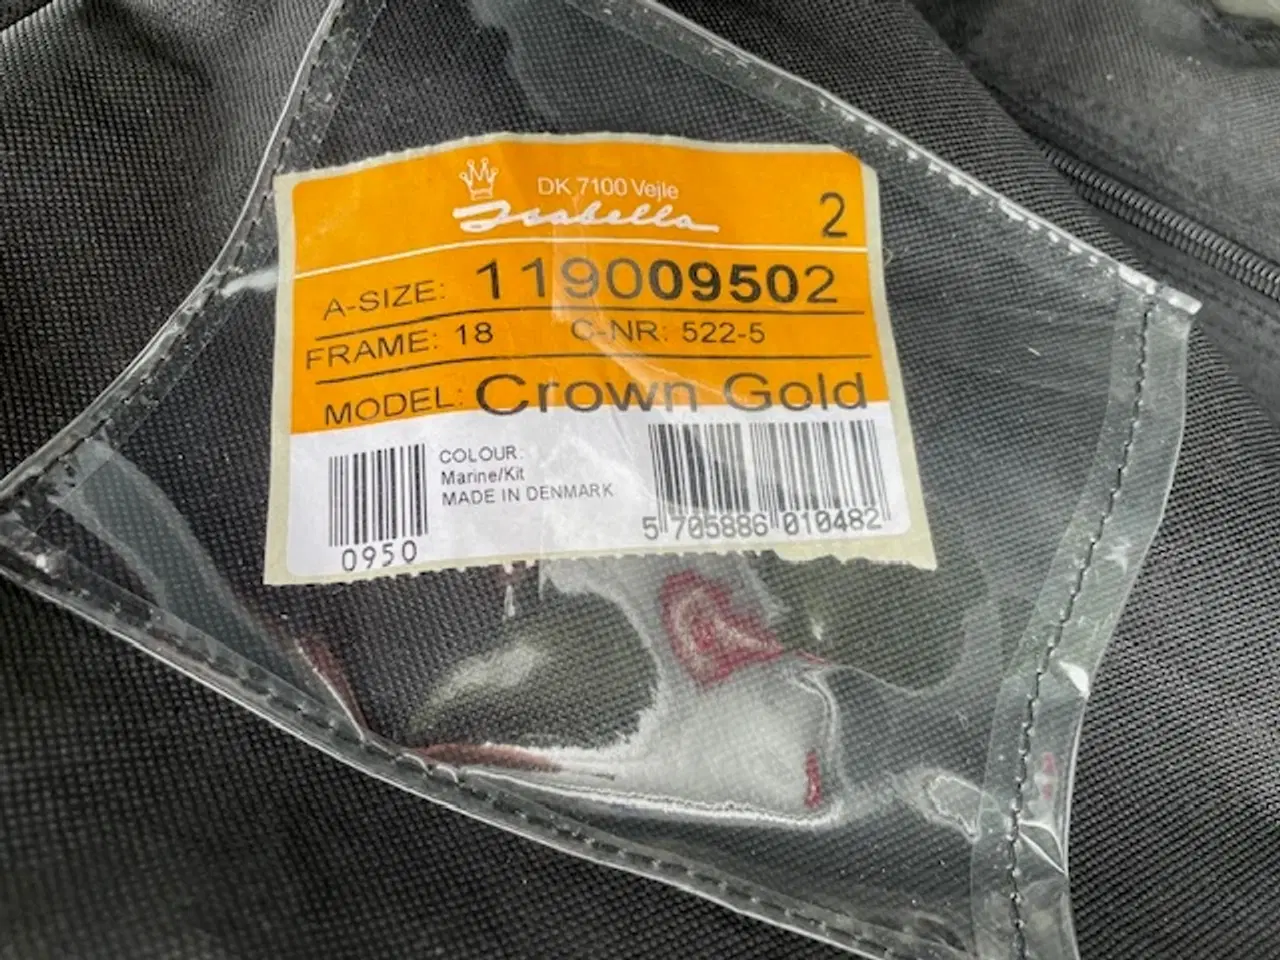 DK 7100 Vejle
Isabella 2
A-SIZE: 119009502
FRAME: 18 C-NR: 522-5
MODEL: Crown Gold
COLOUR:
Marine/Kit
MADE IN DENMARK
0950
5 705886 010482